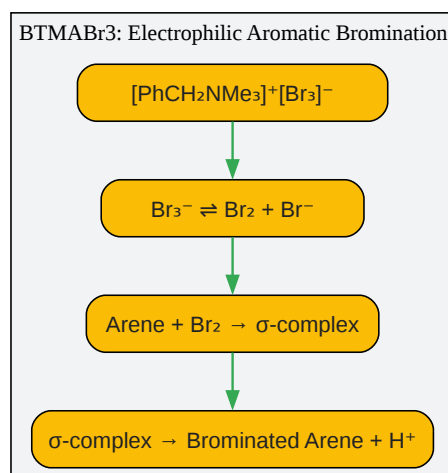 BTMABr3: Electrophilic Aromatic Bromination
[PhCH₂NMe₃]⁺[Br₃]⁻
Br₃⁻ ⇌ Br₂ + Br⁻
Arene + Br₂ → σ-complex
σ-complex → Brominated Arene + H⁺